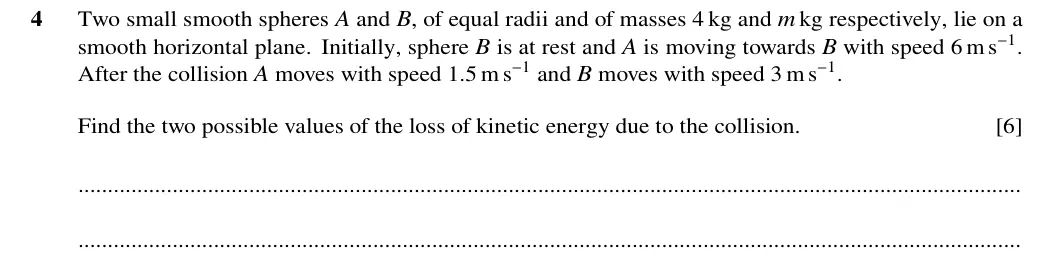 4 Two small smooth spheres A and B, of equal radii and of masses 4 kg and m kg respectively, lie on a
smooth horizontal plane. Initially, sphere B is at rest and A is moving towards B with speed 6 m s⁻¹.
After the collision A moves with speed 1.5 m s⁻¹ and B moves with speed 3 m s⁻¹.
Find the two possible values of the loss of kinetic energy due to the collision. [6]